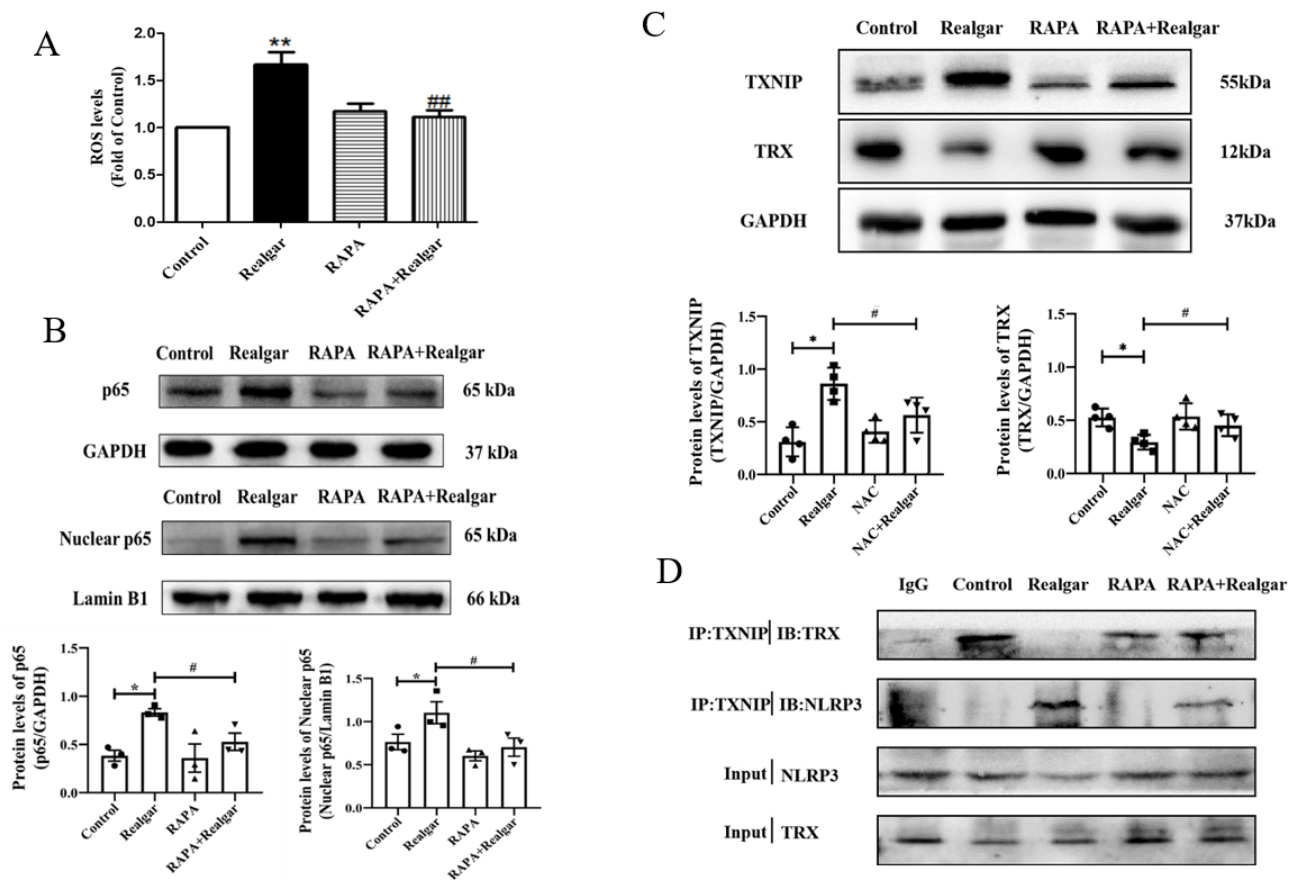 A
ROS levels
(Fold of Control)
2.0
1.5
1.0
0.5
0.0
**
##
Control
Realgar
RAPA
RAPA+Realgar
B
Control Realgar RAPA RAPA+Realgar
p65 65 kDa
GAPDH 37 kDa
Control Realgar RAPA RAPA+Realgar
Nuclear p65 65 kDa
Lamin B1 66 kDa
Protein levels of p65
(p65/GAPDH)
1.5
1.0
0.5
0.0
*
#
Control
Realgar
RAPA
RAPA+Realgar
Protein levels of Nuclear p65
(Nuclear p65/Lamin B1)
1.5
1.0
0.5
0.0
*
#
Control
Realgar
RAPA
RAPA+Realgar
C
Control Realgar RAPA RAPA+Realgar
TXNIP 55kDa
TRX 12kDa
GAPDH 37kDa
Protein levels of TXNIP
(TXNIP/GAPDH)
1.5
1.0
0.5
0.0
*
#
Control
Realgar
NAC
NAC+Realgar
Protein levels of TRX
(TRX/GAPDH)
1.5
1.0
0.5
0.0
*
#
Control
Realgar
NAC
NAC+Realgar
D
IgG Control Realgar RAPA RAPA+Realgar
IP:TXNIP|IB:TRX
IP:TXNIP|IB:NLRP3
Input|NLRP3
Input|TRX